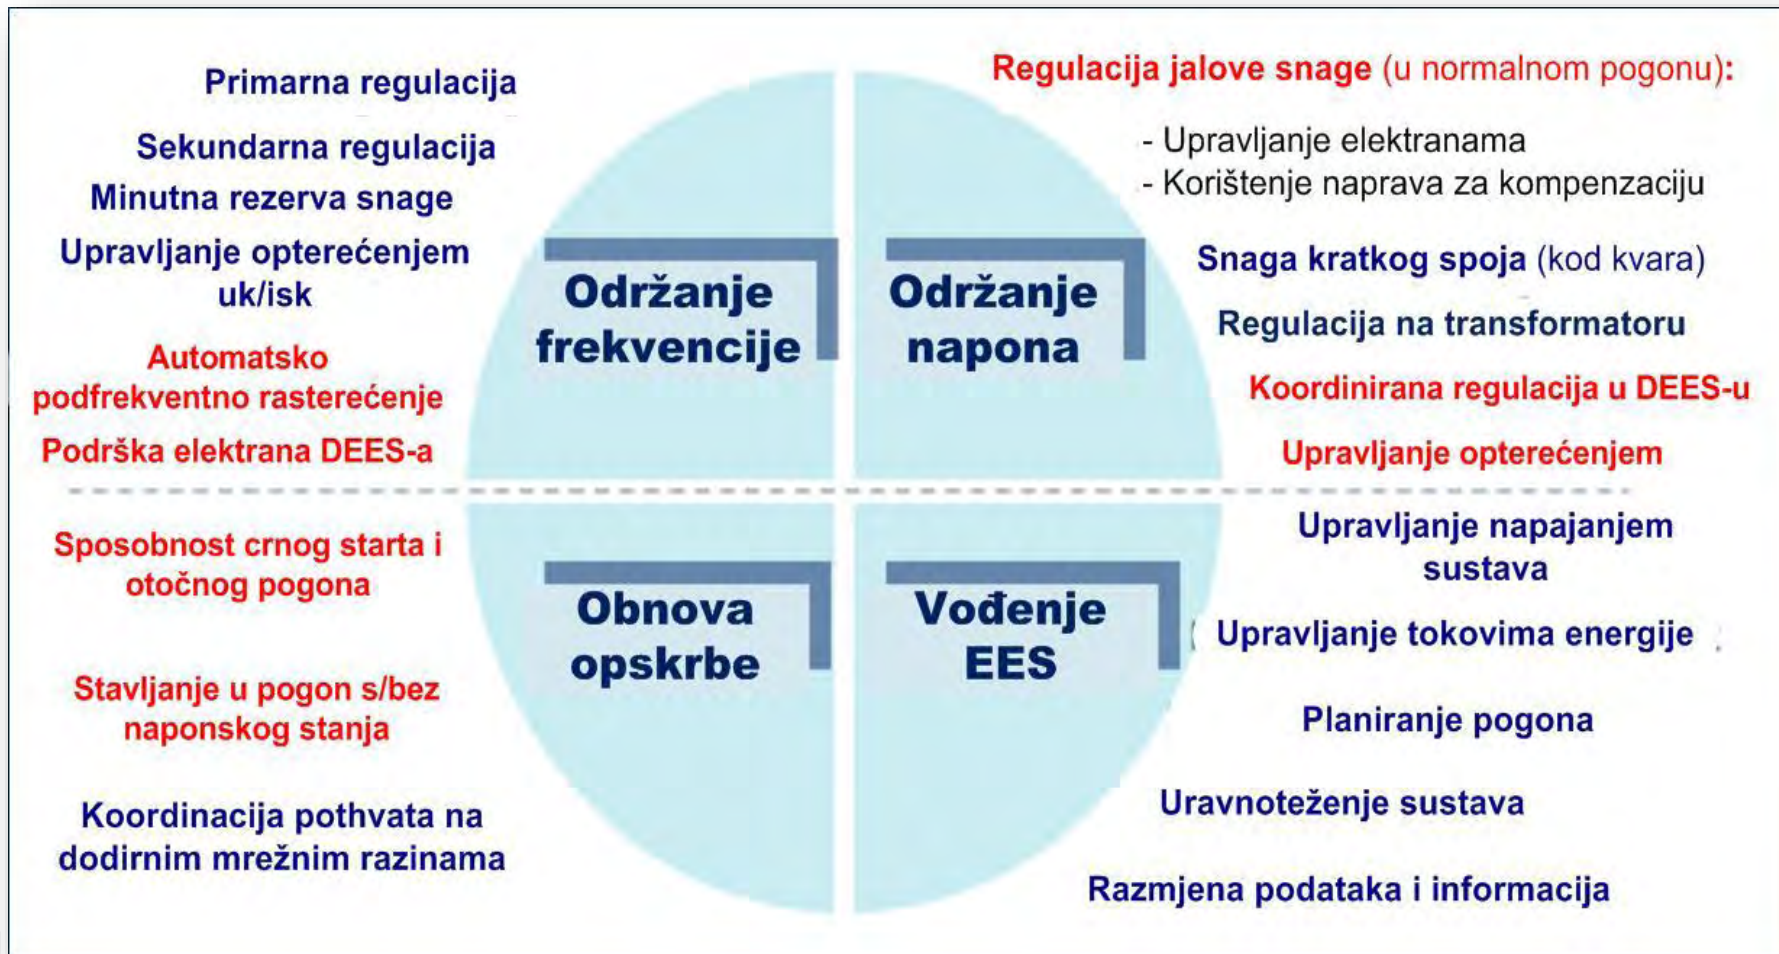 Primarna regulacija
Sekundarna regulacija
Minutna rezerva snage
Upravljanje opterećenjem
uk/isk
Automatsko
podfrekventno rasterećenje
Podrška elektrana DEES-a
Održanje
frekvencije
Održanje
napona
Regulacija jalove snage (u normalnom pogonu):
- Upravljanje elektranama
- Korištenje naprava za kompenzaciju
Snaga kratkog spoja (kod kvara)
Regulacija na transformatoru
Koordinirana regulacija u DEES-u
Upravljanje opterećenjem
Sposobnost crnog starta i
otočnog pogona
Stavljanje u pogon s/bez
naponskog stanja
Koordinacija pothvata na
dodirnim mrežnim razinama
Obnova
opskrbe
Vođenje
EES
Upravljanje napajanjem
sustava
Upravljanje tokovima energije
Planiranje pogona
Uravnoteženje sustava
Razmjena podataka i informacija